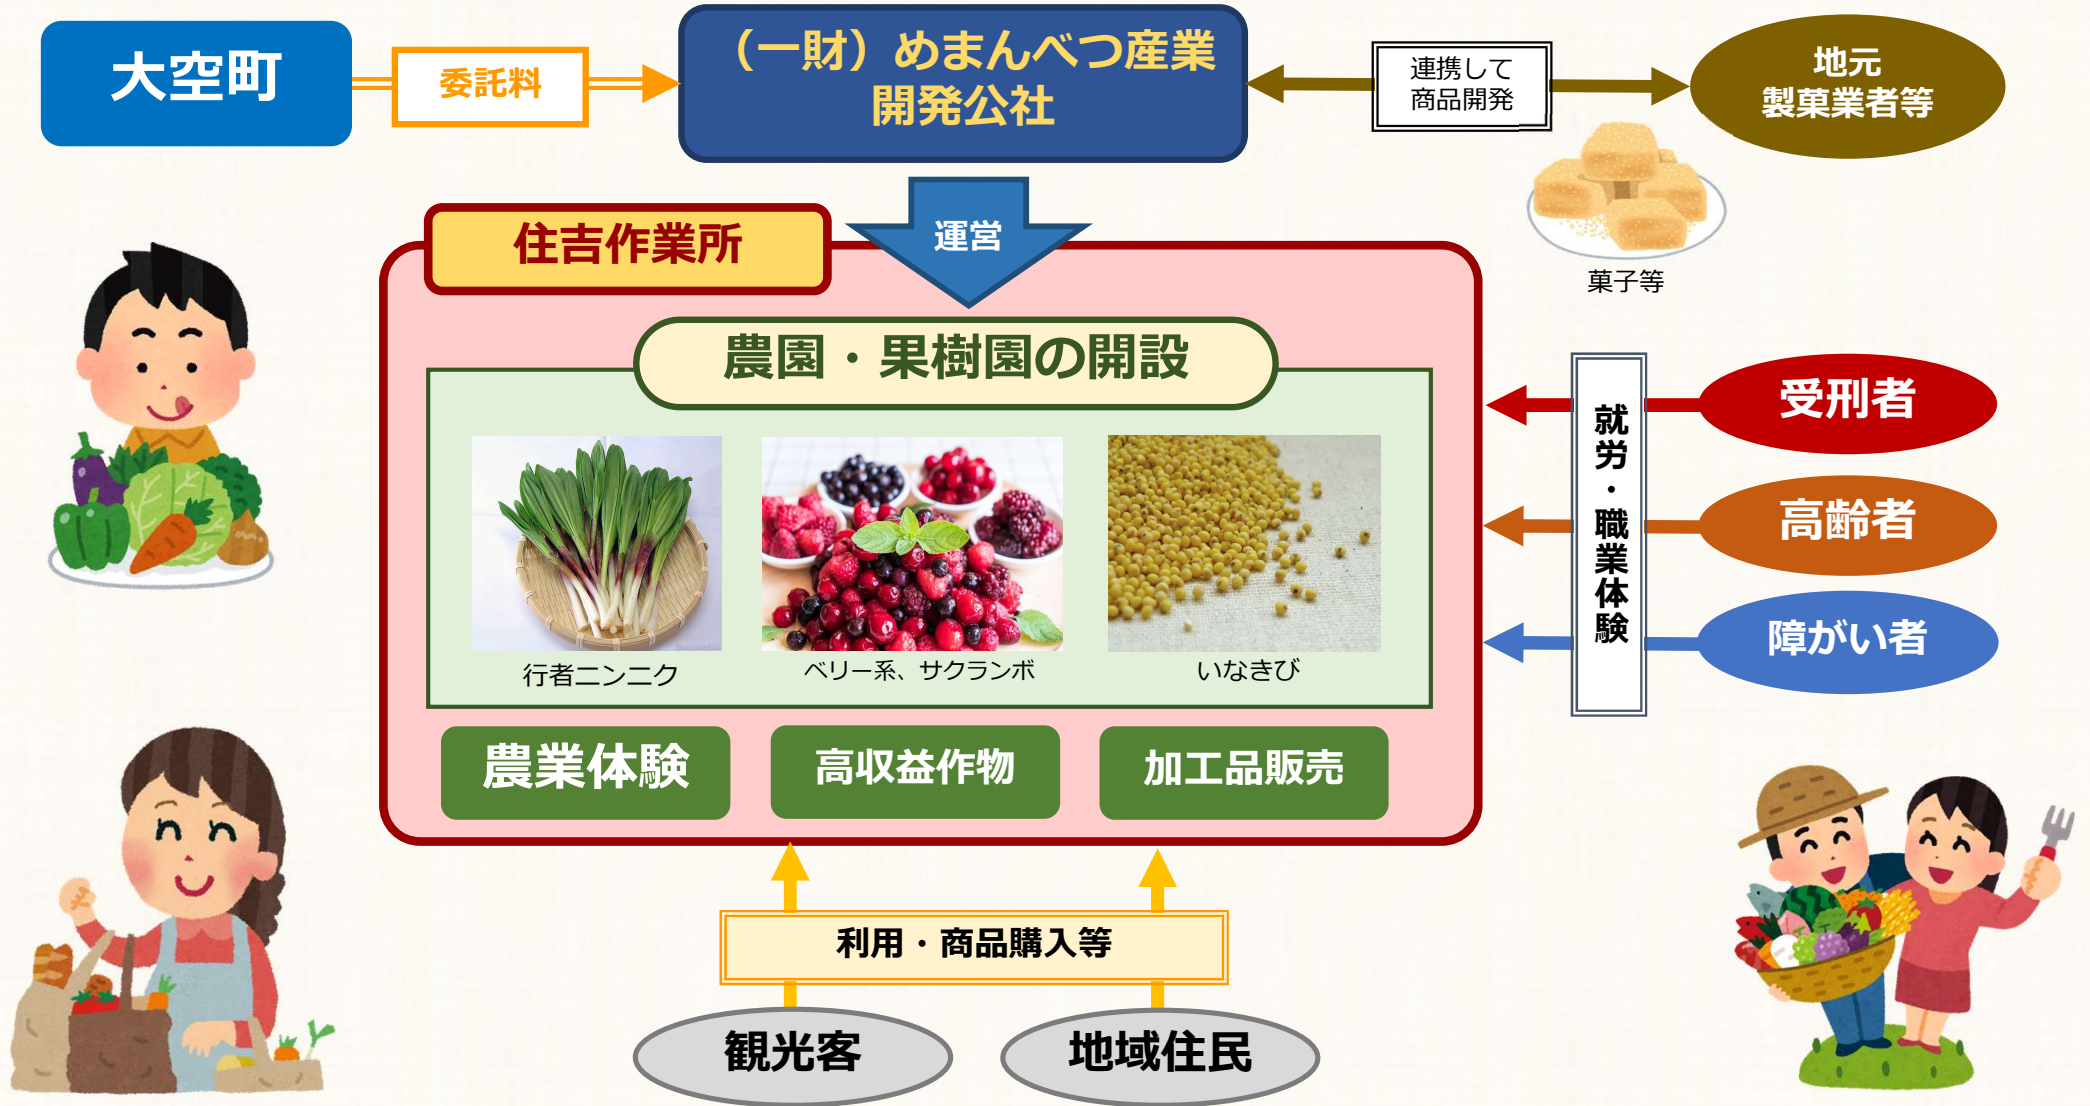 大空町
委託料
（一財）めまんべつ産業
開発公社
連携して
商品開発
地元
製菓業者等
菓子等
運営
住吉作業所
農園・果樹園の開設
行者ニンニク
ベリー系、サクランボ
いなきび
農業体験
高収益作物
加工品販売
就労・職業体験
受刑者
高齢者
障がい者
利用・商品購入等
観光客
地域住民